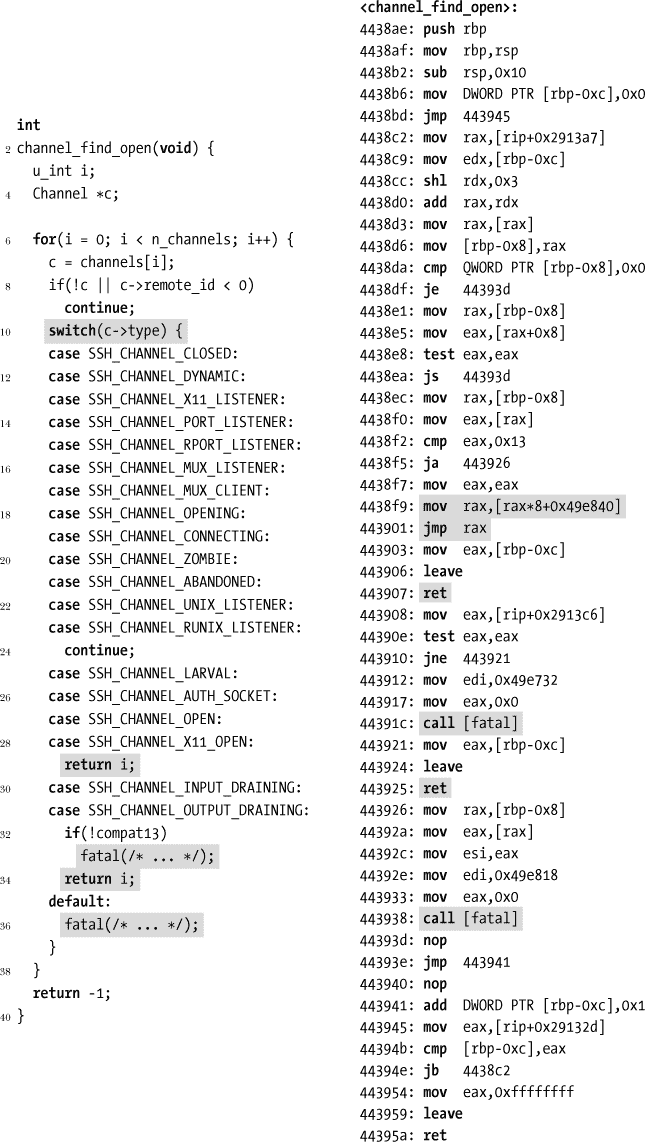 int
2 channel_find_open(void) {
u_int i;
4 Channel *c;
6 for(i = 0; i < n_channels; i++) {
c = channels[i];
8 if(!c || c->remote_id < 0)
continue;
10 switch(c->type) {
case SSH_CHANNEL_CLOSED:
12 case SSH_CHANNEL_DYNAMIC:
case SSH_CHANNEL_X11_LISTENER:
14 case SSH_CHANNEL_PORT_LISTENER:
case SSH_CHANNEL_RPORT_LISTENER:
16 case SSH_CHANNEL_MUX_LISTENER:
case SSH_CHANNEL_MUX_CLIENT:
18 case SSH_CHANNEL_OPENING:
case SSH_CHANNEL_CONNECTING:
20 case SSH_CHANNEL_ZOMBIE:
case SSH_CHANNEL_ABANDONED:
22 case SSH_CHANNEL_UNIX_LISTENER:
case SSH_CHANNEL_RUNIX_LISTENER:
24 continue;
case SSH_CHANNEL_LARVAL:
26 case SSH_CHANNEL_AUTH_SOCKET:
case SSH_CHANNEL_OPEN:
28 case SSH_CHANNEL_X11_OPEN:
return i;
30 case SSH_CHANNEL_INPUT_DRAINING:
case SSH_CHANNEL_OUTPUT_DRAINING:
32 if(!compat13)
fatal(/* ... */);
34 return i;
default:
36 fatal(/* ... */);
}
38 }
return -1;
40 }
<channel_find_open>:
4438ae: push rbp
4438af: mov rbp,rsp
4438b2: sub rsp,0x10
4438b6: mov DWORD PTR [rbp-0xc],0x0
4438bd: jmp 443945
4438c2: mov rax,[rip+0x2913a7]
4438c9: mov edx,[rbp-0xc]
4438cc: shl rdx,0x3
4438d0: add rax,rdx
4438d3: mov rax,[rax]
4438d6: mov [rbp-0x8],rax
4438da: cmp QWORD PTR [rbp-0x8],0x0
4438df: je 44393d
4438e1: mov rax,[rbp-0x8]
4438e5: mov eax,[rax+0x8]
4438e8: test eax,eax
4438ea: js 44393d
4438ec: mov rax,[rbp-0x8]
4438f0: mov eax,[rax]
4438f2: cmp eax,0x13
4438f5: ja 443926
4438f7: mov eax,eax
4438f9: mov rax,[rax*8+0x49e840]
443901: jmp rax
443903: mov eax,[rbp-0xc]
443906: leave
443907: ret
443908: mov eax,[rip+0x2913c6]
44390e: test eax,eax
443910: jne 443921
443912: mov edi,0x49e732
443917: mov eax,0x0
44391c: call [fatal]
443921: mov eax,[rbp-0xc]
443924: leave
443925: ret
443926: mov rax,[rbp-0x8]
44392a: mov eax,[rax]
44392c: mov esi,eax
44392e: mov edi,0x49e818
443933: mov eax,0x0
443938: call [fatal]
44393d: nop
44393e: jmp 443941
443940: nop
443941: add DWORD PTR [rbp-0xc],0x1
443945: mov eax,[rip+0x29132d]
44394b: cmp [rbp-0xc],eax
44394e: jb 4438c2
443954: mov eax,0xffffffff
443959: leave
44395a: ret